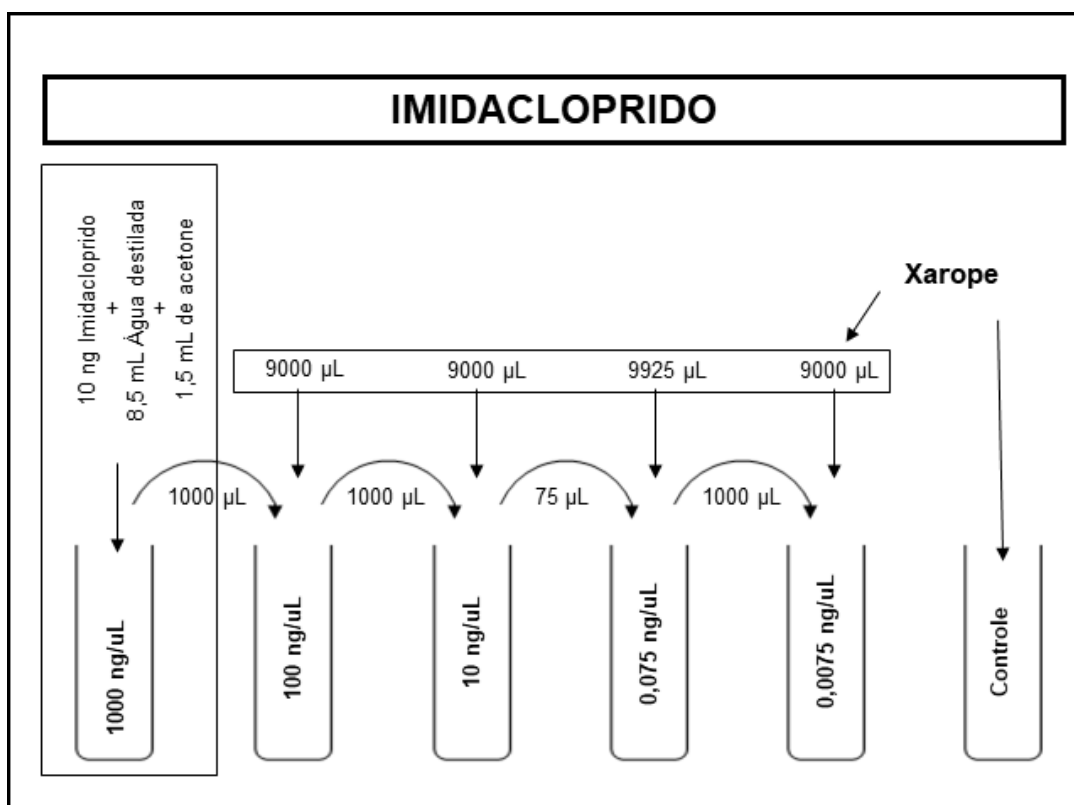 IMIDACLOPRIDO
10 ng Imidacloprido
+
8,5 mL Água destilada
+
1,5 mL de acetone
Xarope
9000 µL
9000 µL
9925 µL
9000 µL
1000 µL
1000 µL
75 µL
1000 µL
1000 ng/uL
100 ng/uL
10 ng/uL
0,075 ng/uL
0,0075 ng/uL
Controle